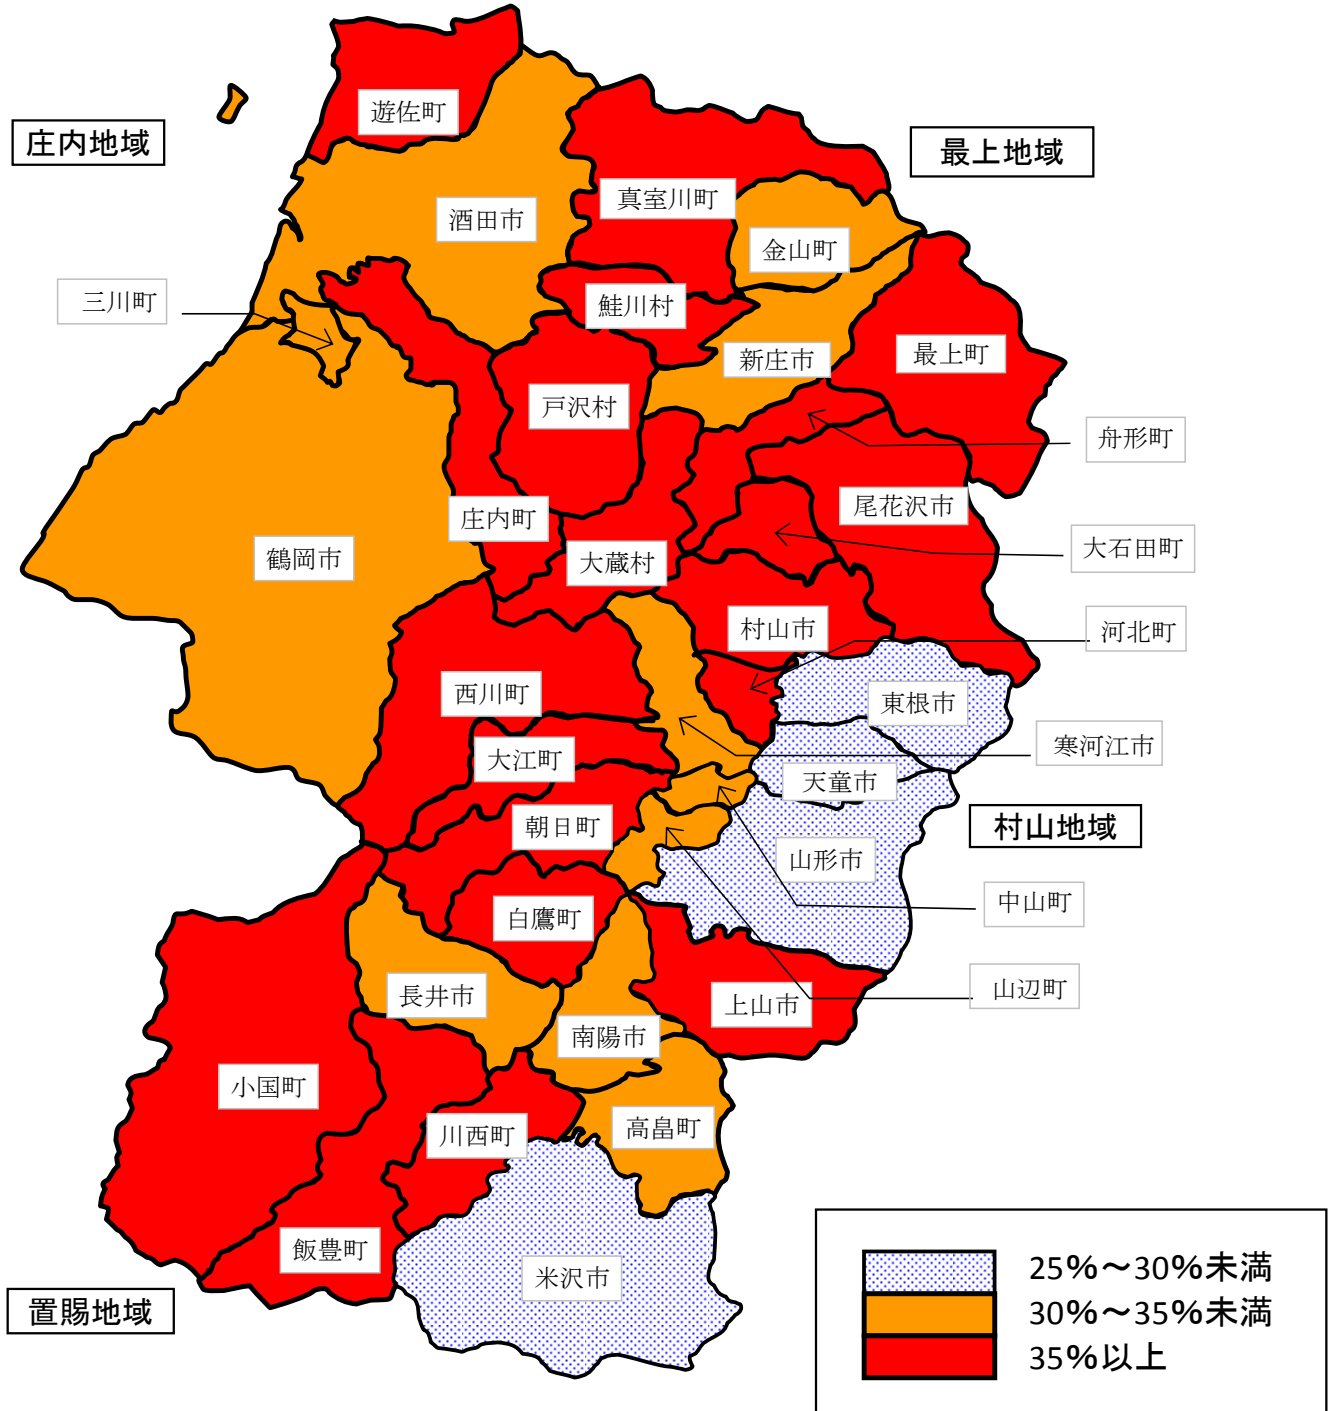 遊佐町
庄内地域
最上地域
真室川町
酒田市
金山町
三川町
鮭川村
最上町
新庄市
戸沢村
舟形町
尾花沢市
庄内町
大石田町
鶴岡市
大蔵村
村山市
河北町
西川町
東根市
寒河江市
大江町
天童市
朝日町
村山地域
山形市
中山町
白鷹町
山辺町
長井市
上山市
南陽市
小国町
高畠町
川西町
飯豊町
米沢市
置賜地域
25%～30%未満
30%～35%未満
35%以上